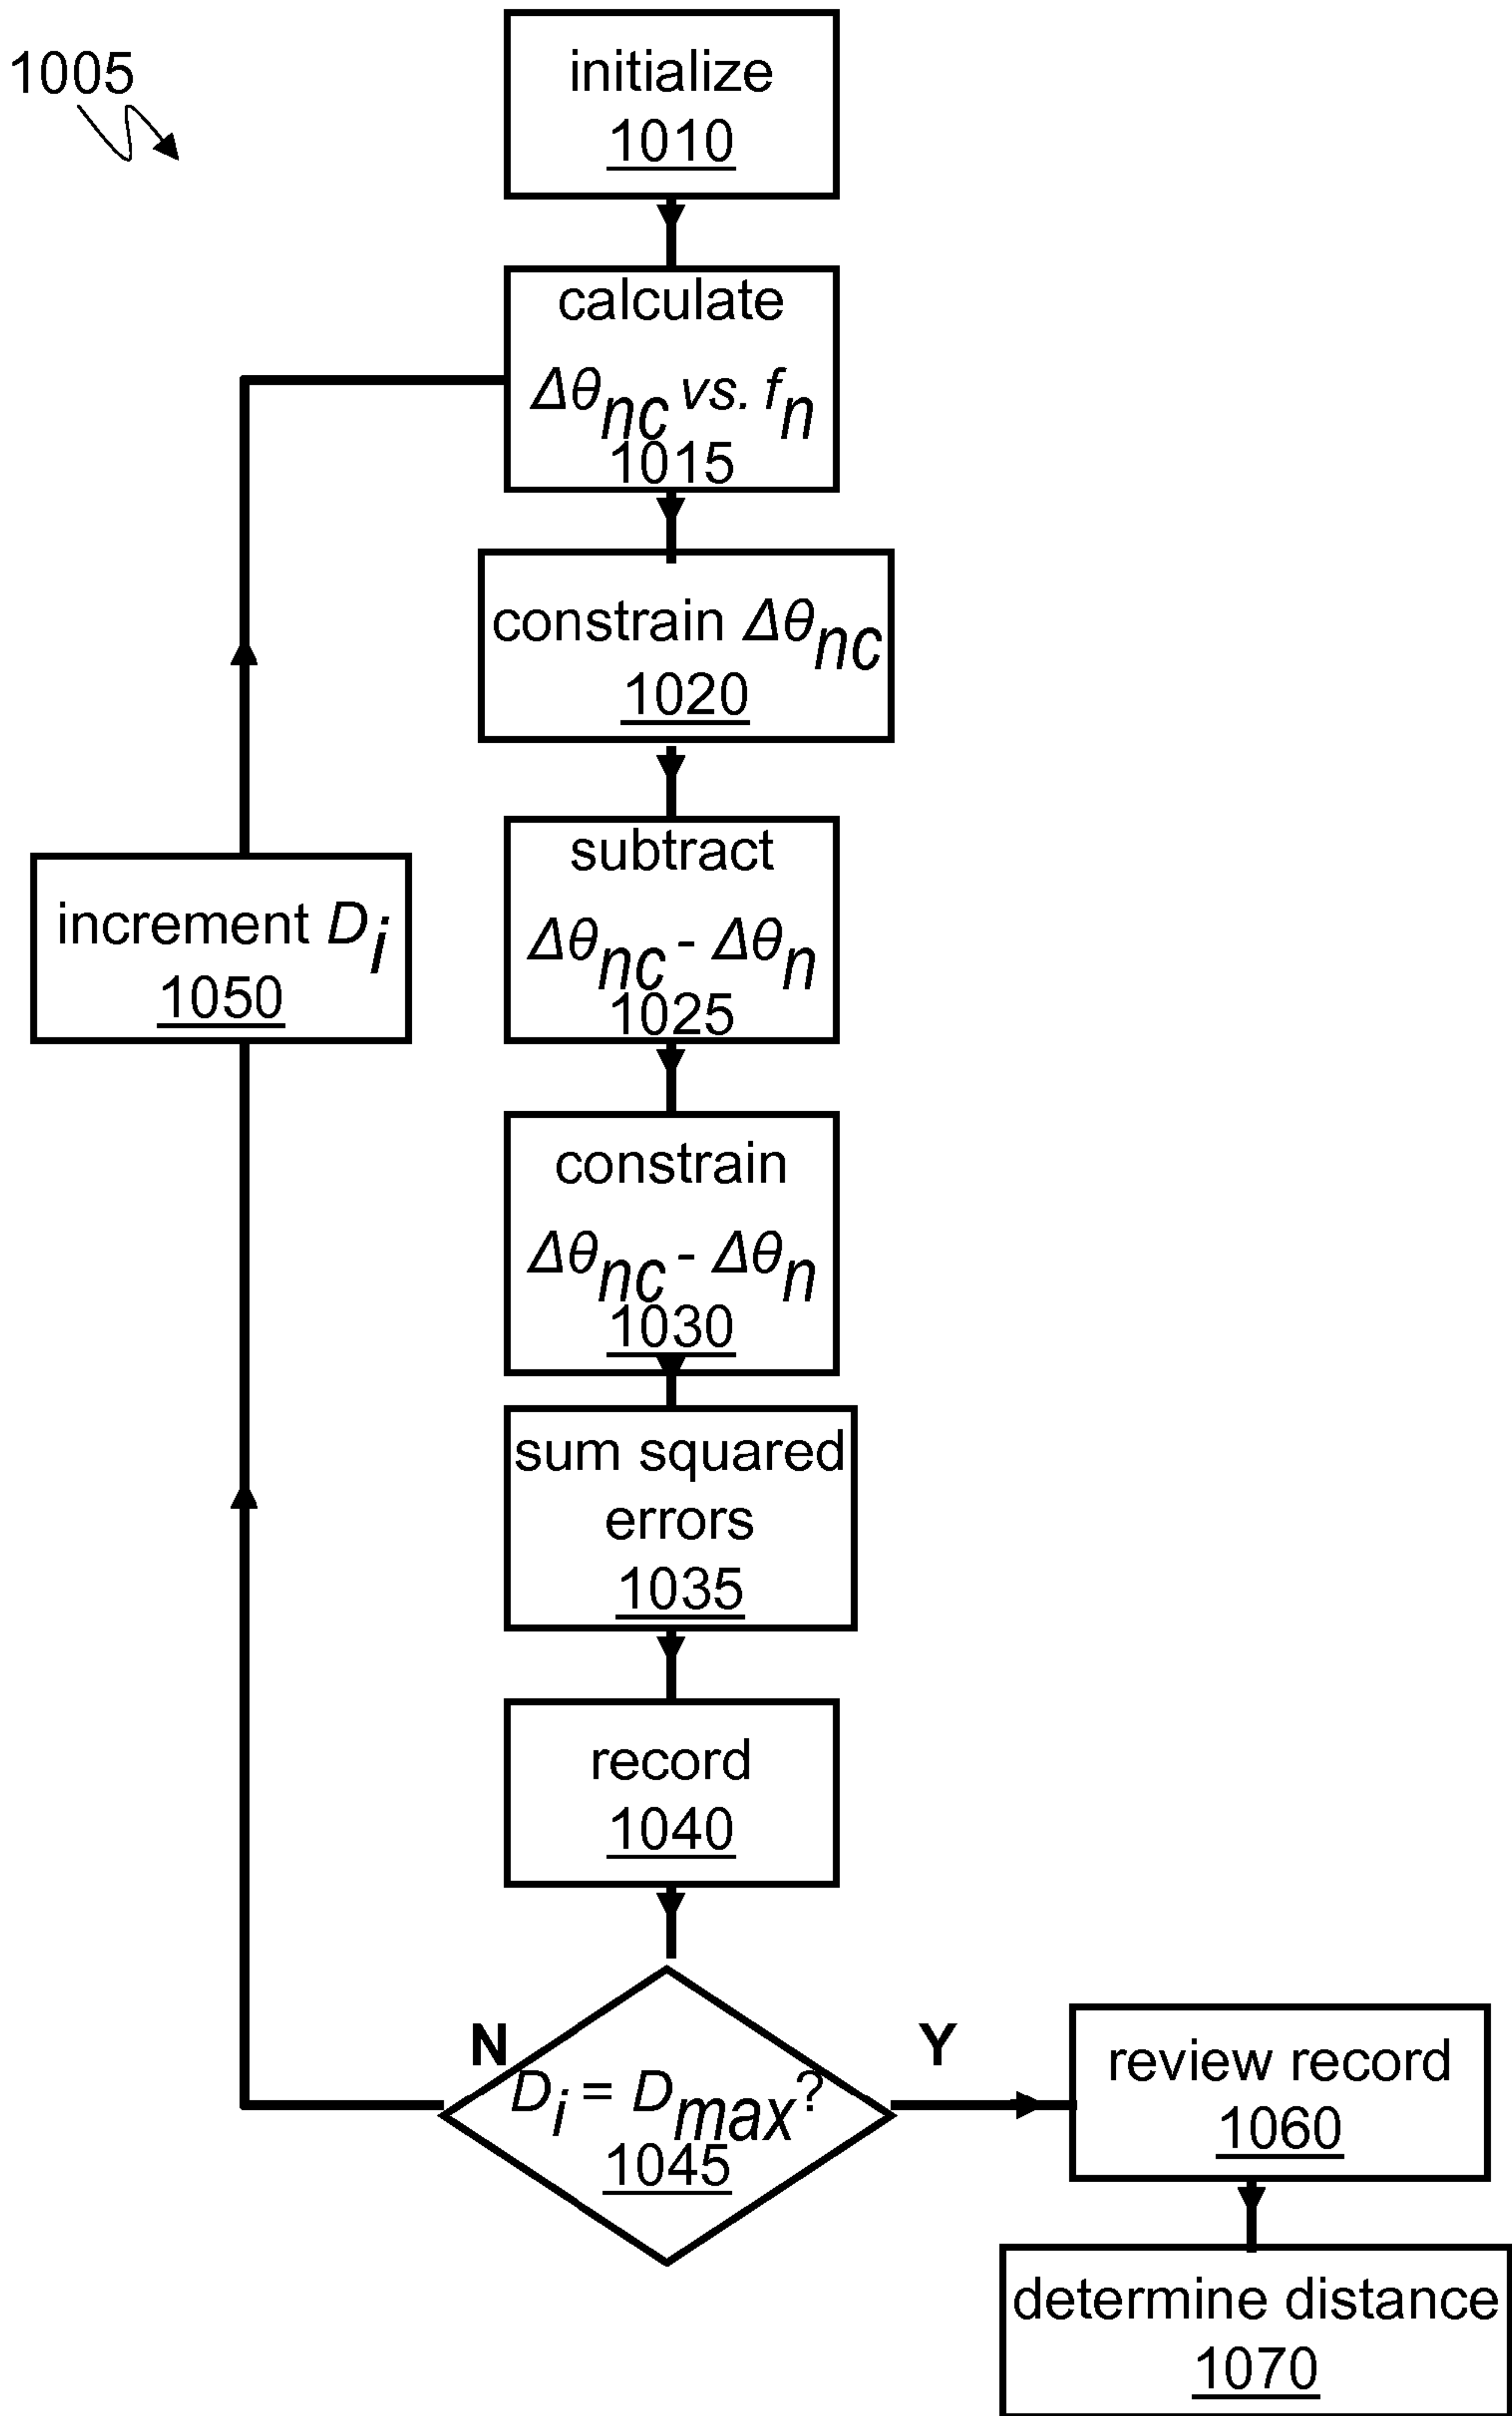 1005
initialize
1010
calculate
Δθnc vs. fn
1015
constrain Δθnc
1020
subtract
Δθnc - Δθn
1025
increment Di
1050
constrain
Δθnc - Δθn
1030
sum squared
errors
1035
record
1040
N
Y
Di = Dmax?
1045
review record
1060
determine distance
1070